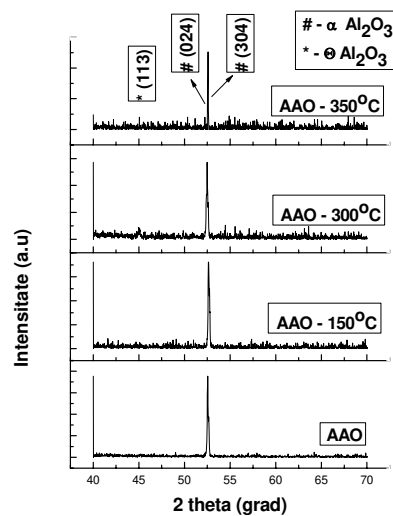 # - α Al2O3
* - Θ Al2O3
* (113)
# (024)
# (304)
AAO - 350°C
AAO - 300°C
AAO - 150°C
AAO
Intensitate (a.u)
40 45 50 55 60 65 70
2 theta (grad)